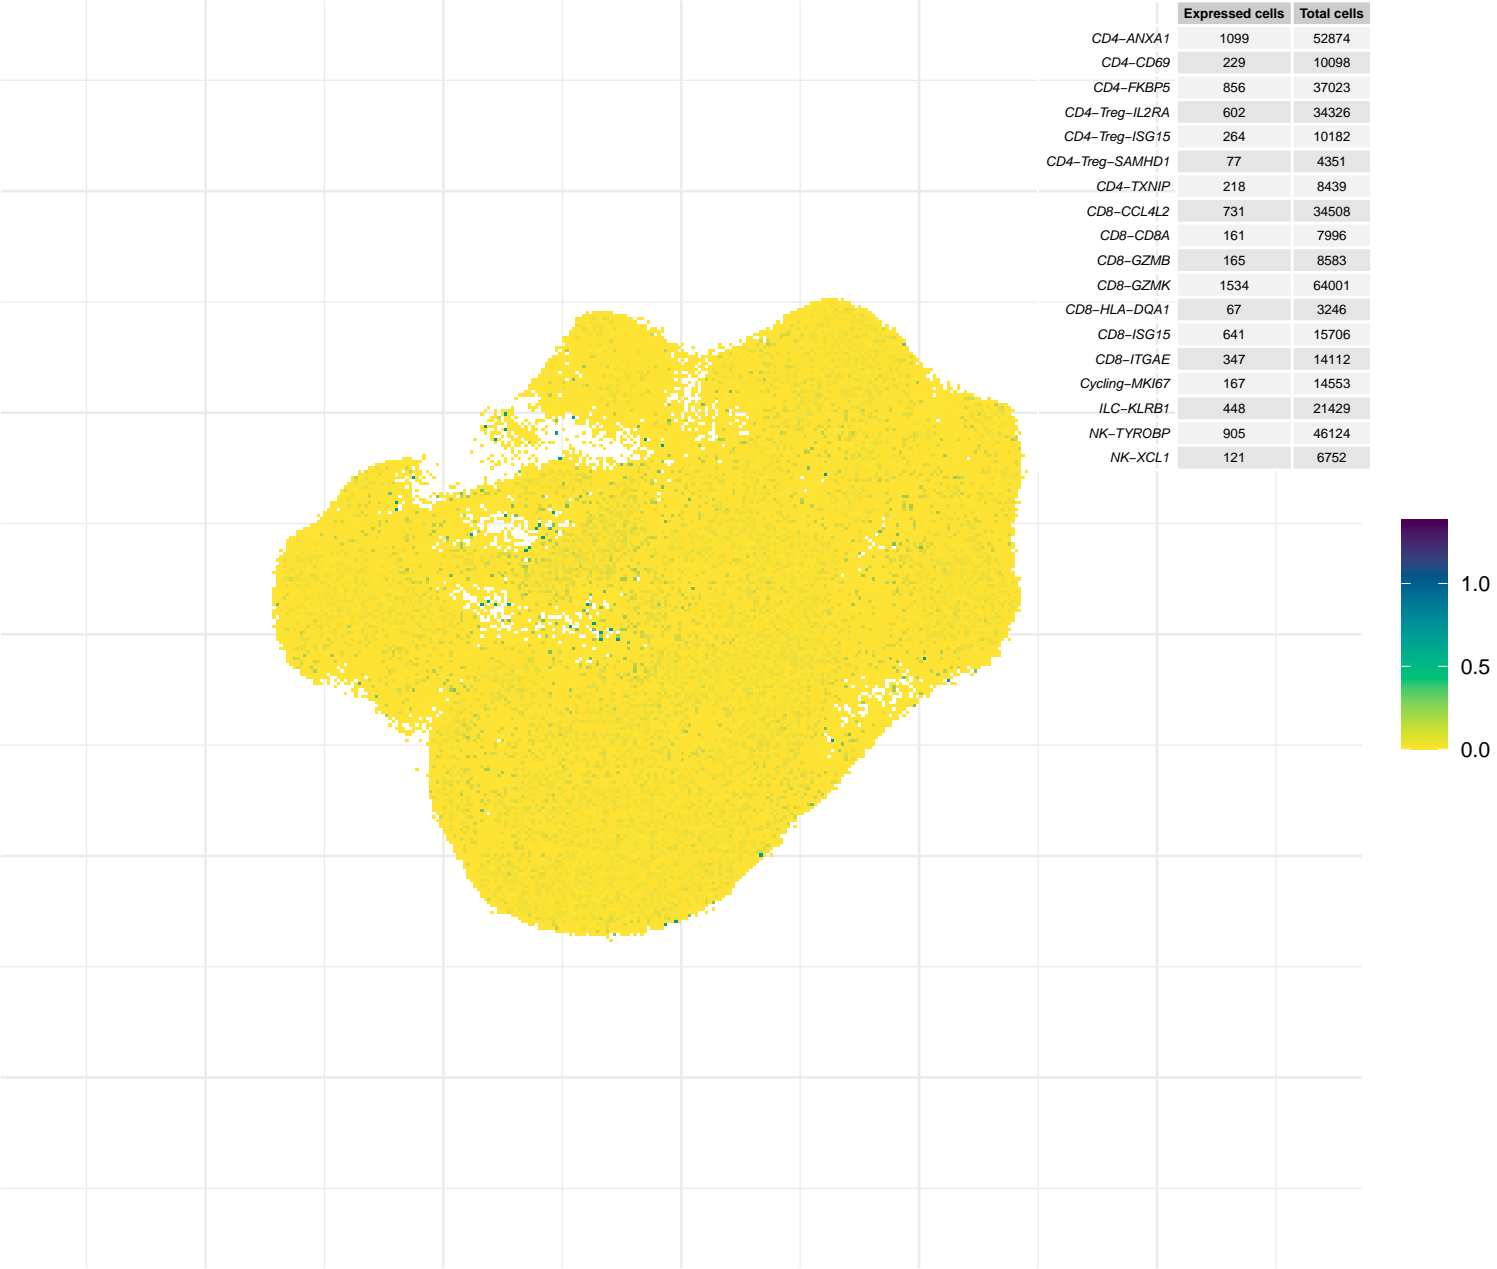 Expressed cells Total cells
CD4−ANXA1 1099 52874
CD4−CD69 229 10098
CD4−FKBP5 856 37023
CD4−Treg−IL2RA 602 34326
CD4−Treg−ISG15 264 10182
CD4−Treg−SAMHD1 77 4351
CD4−TXNIP 218 8439
CD8−CCL4L2 731 34508
CD8−CD8A 161 7996
CD8−GZMB 165 8583
CD8−GZMK 1534 64001
CD8−HLA−DQA1 67 3246
CD8−ISG15 641 15706
CD8−ITGAE 347 14112
Cycling−MKI67 167 14553
ILC−KLRB1 448 21429
NK−TYROBP 905 46124
NK−XCL1 121 6752
1.0
0.5
0.0